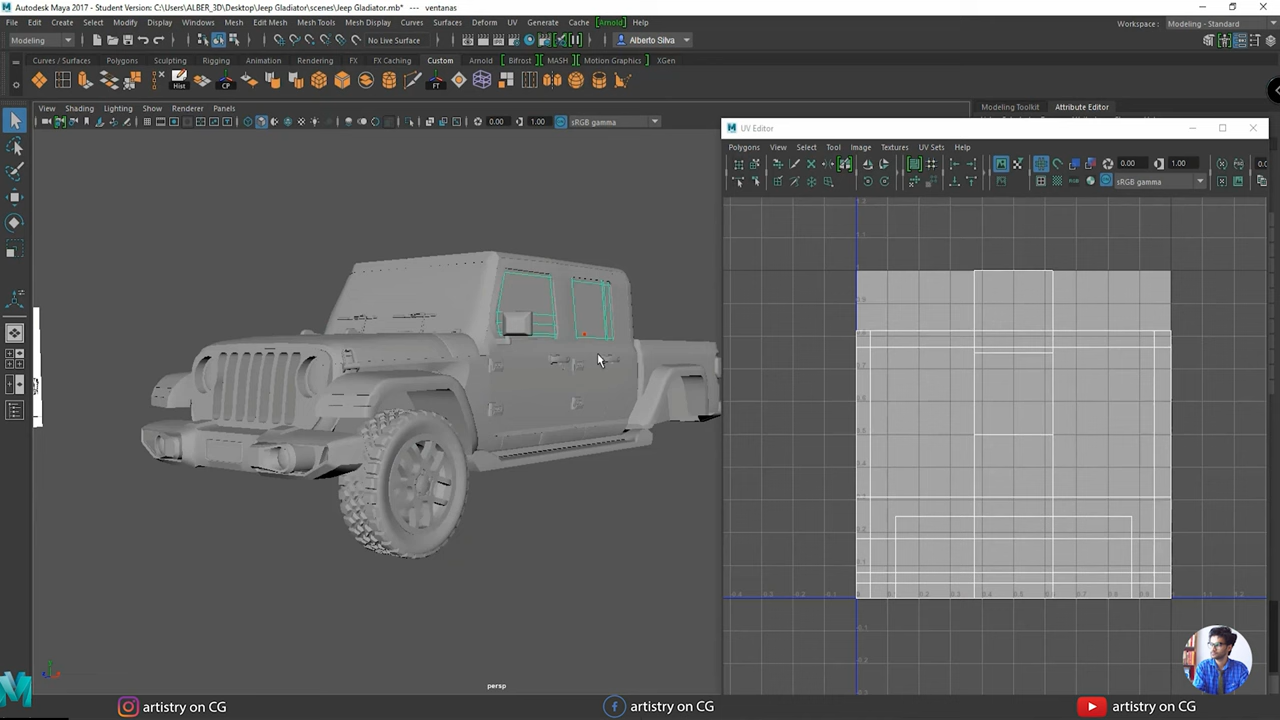 Autodesk Maya 2017 - Student Version: C:\Users\ALBER_3D\Desktop\Jeep Gladiator\scenes\Jeep Gladiator.mb* --- ventanas
File Edit Create Select Modify Display Windows Mesh Edit Mesh Mesh Tools Mesh Display Curves Surfaces Deform UV Generate Cache [Arnold] Help
Workspace : Modeling - Standard
Modeling No Live Surface Alberto Silva
Curves / Surfaces Polygons Sculpting Rigging Animation Rendering FX FX Caching Custom Arnold Bifrost MASH Motion Graphics XGen
Hist CP FT
View Shading Lighting Show Renderer Panels
Modeling Toolkit Attribute Editor
0.00 1.00 sRGB gamma
UV Editor
Polygons View Select Tool Image Textures UV Sets Help
0.00 1.00
sRGB gamma
persp
artistry on CG
artistry on CG
artistry on CG